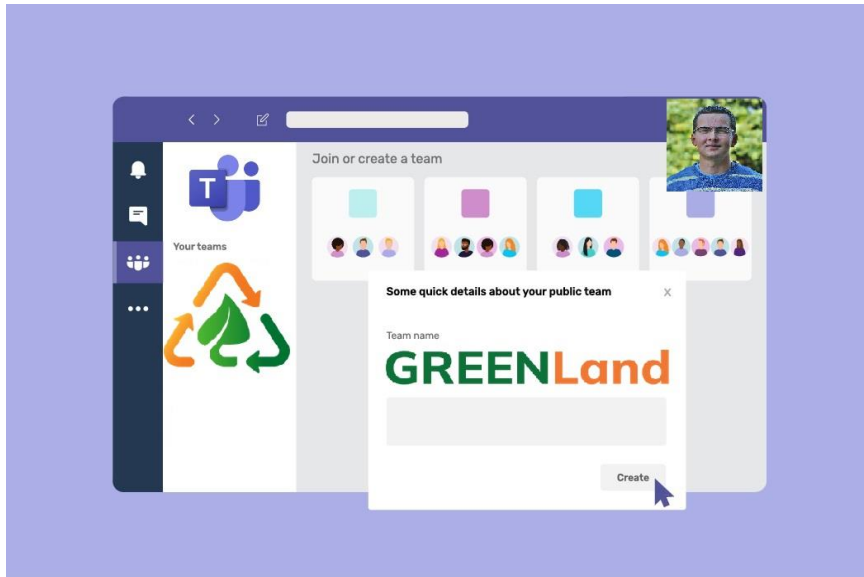 T
Join or create a team
Your teams
Some quick details about your public team X
Team name
GREENLand
Create